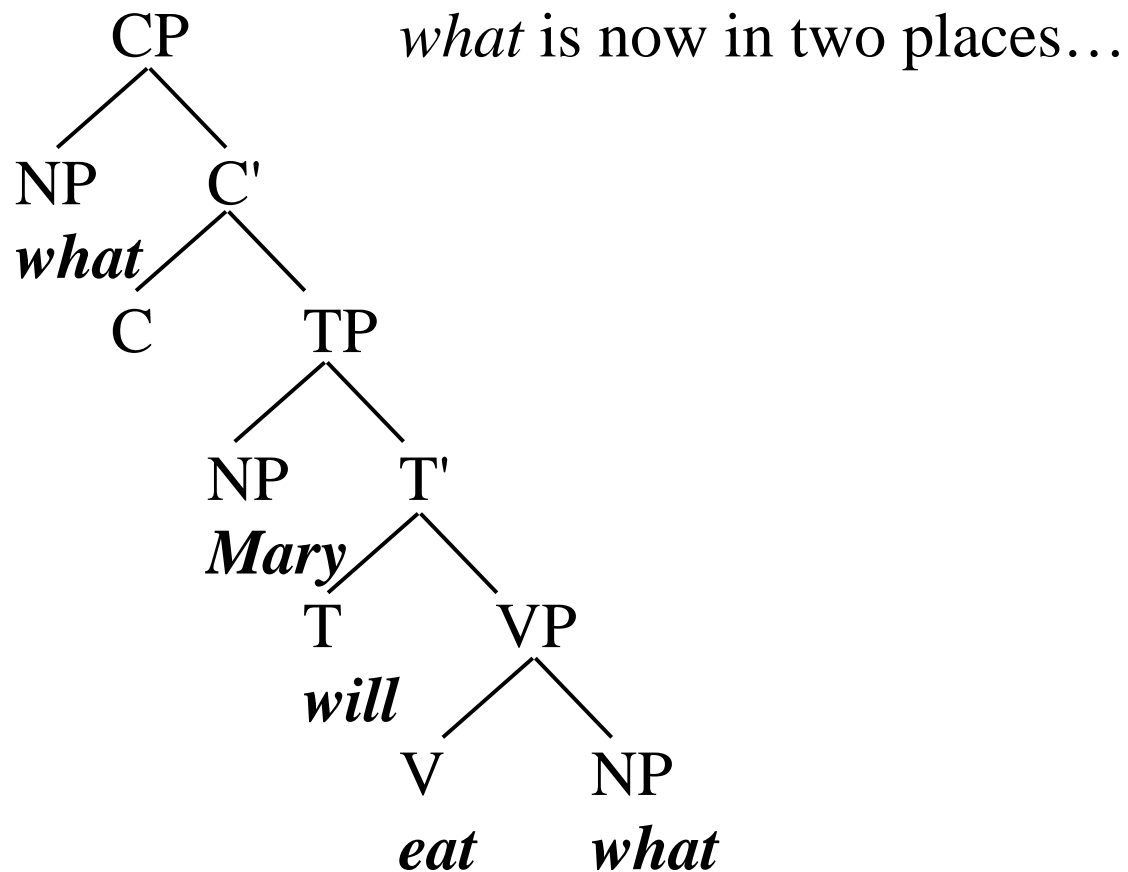 CP what is now in two places…
NP C'
what
C TP
NP T'
Mary
T VP
will
V NP
eat what